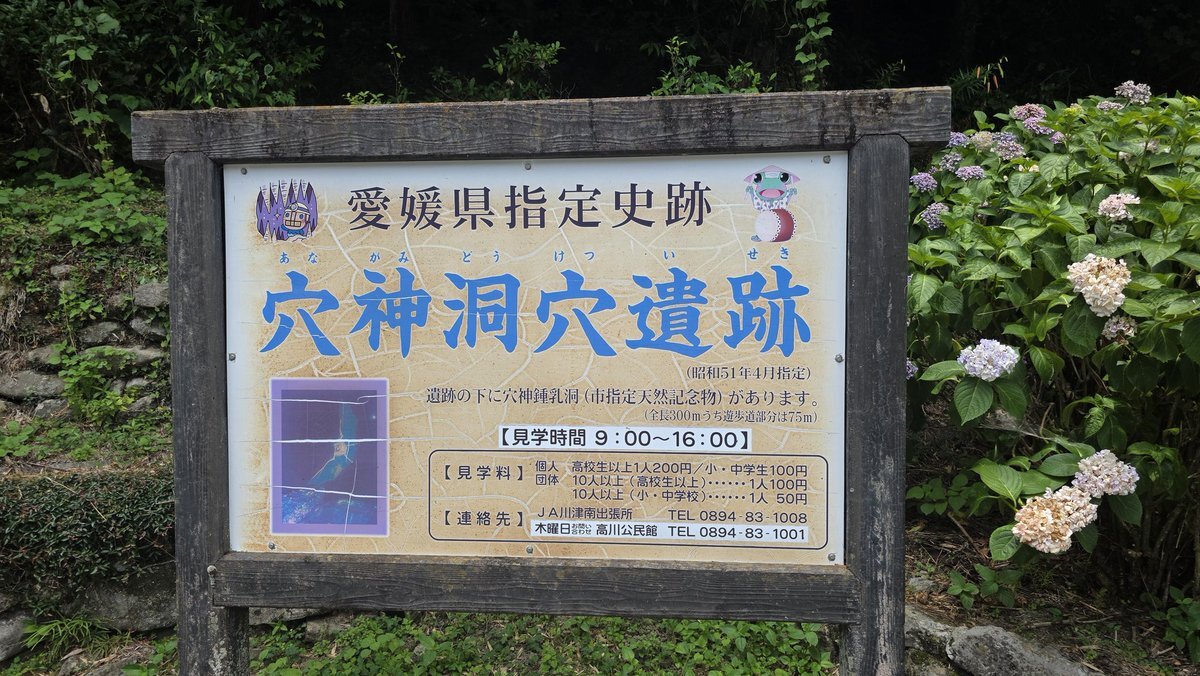 愛媛県指定史跡
あな がみ どう けつ い せき
穴神洞穴遺跡
(昭和51年4月指定)
遺跡の下に穴神鍾乳洞(市指定天然記念物)があります。
(全長300mうち遊歩道部分は75m)
【見学時間 9:00〜16:00】
【見学料】 個人 高校生以上1人200円/小・中学生100円
団体 10人以上(高校生以上)‥‥‥1人100円
10人以上(小・中学校)‥‥‥1人 50円
【連絡先】 JA川津南出張所 TEL 0894-83-1008
木曜日お問い合わせ 高川公民館 TEL 0894-83-1001